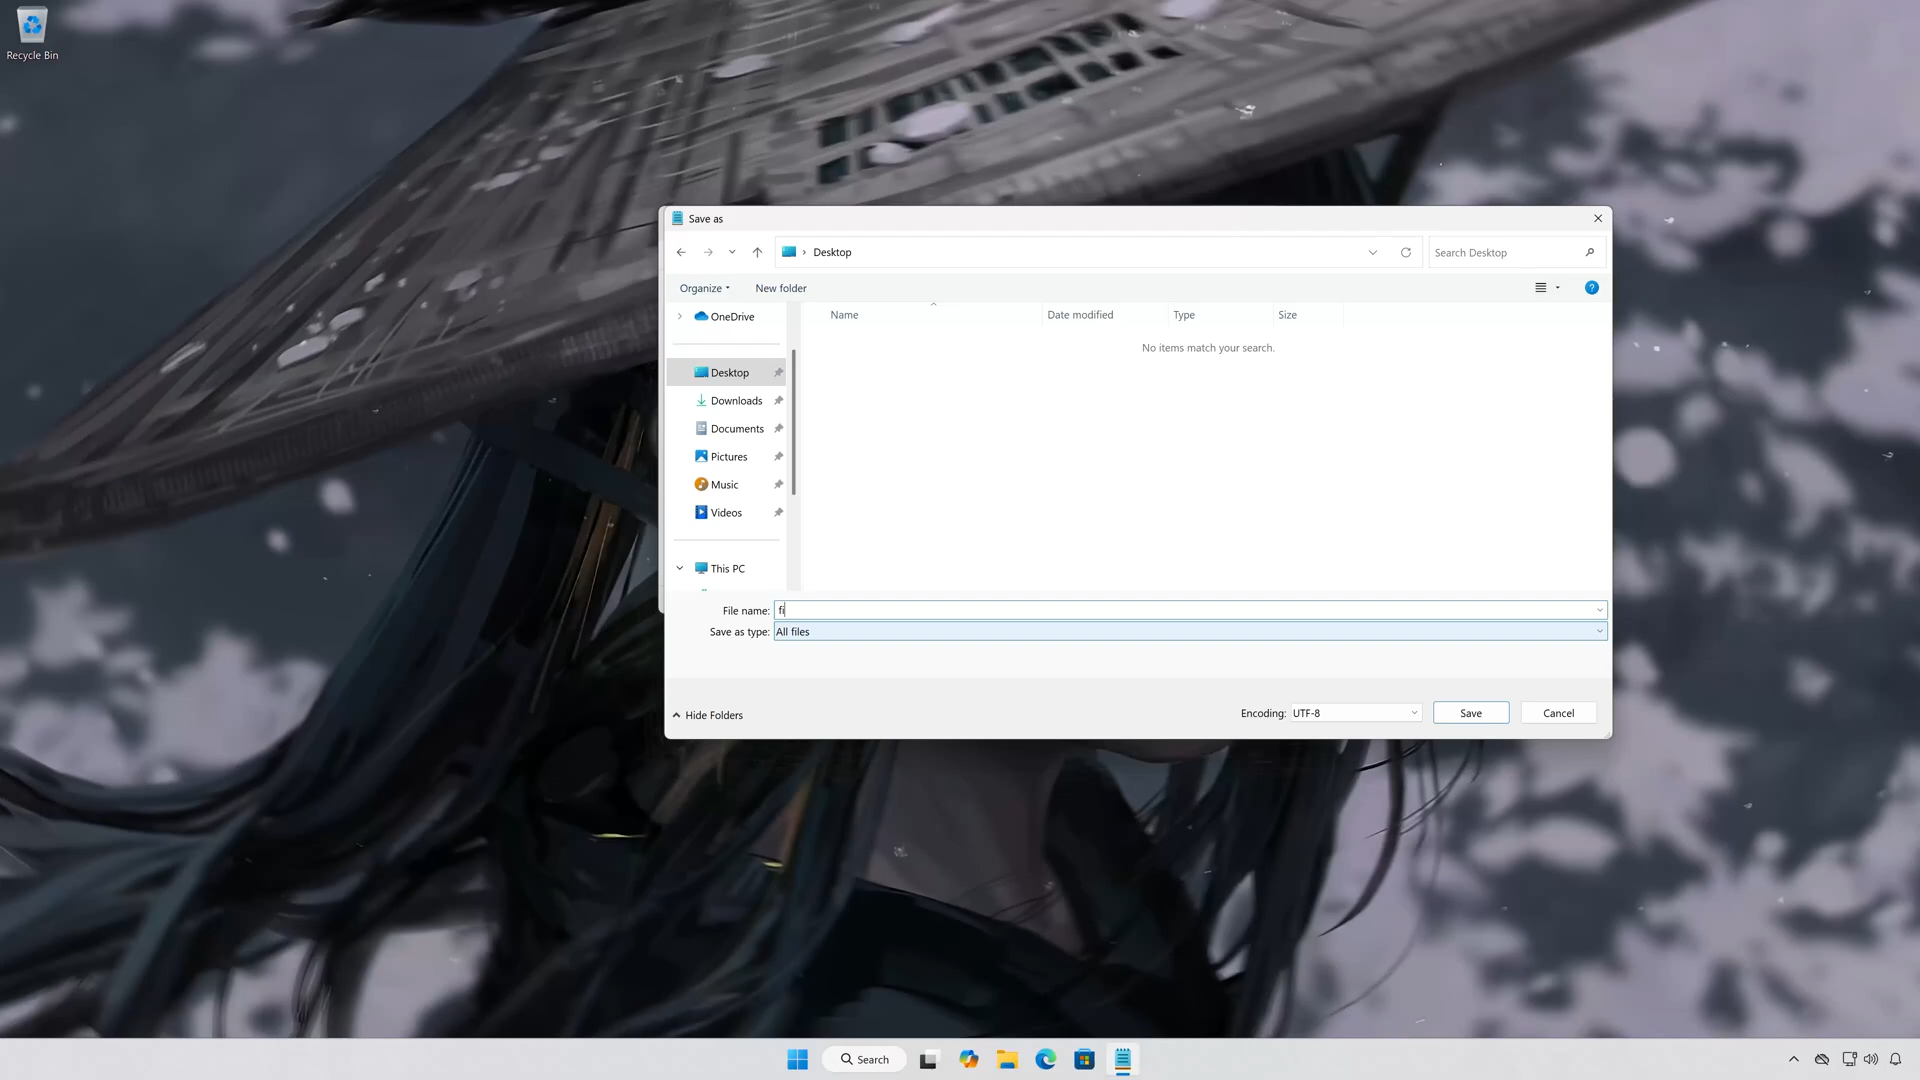 Recycle Bin
Save as
Desktop
Search Desktop
Organize
New folder
OneDrive
Name
Date modified
Type
Size
No items match your search.
Desktop
Downloads
Documents
Pictures
Music
Videos
This PC
File name: fi
Save as type: All files
Hide Folders
Encoding: UTF-8
Save
Cancel
Search